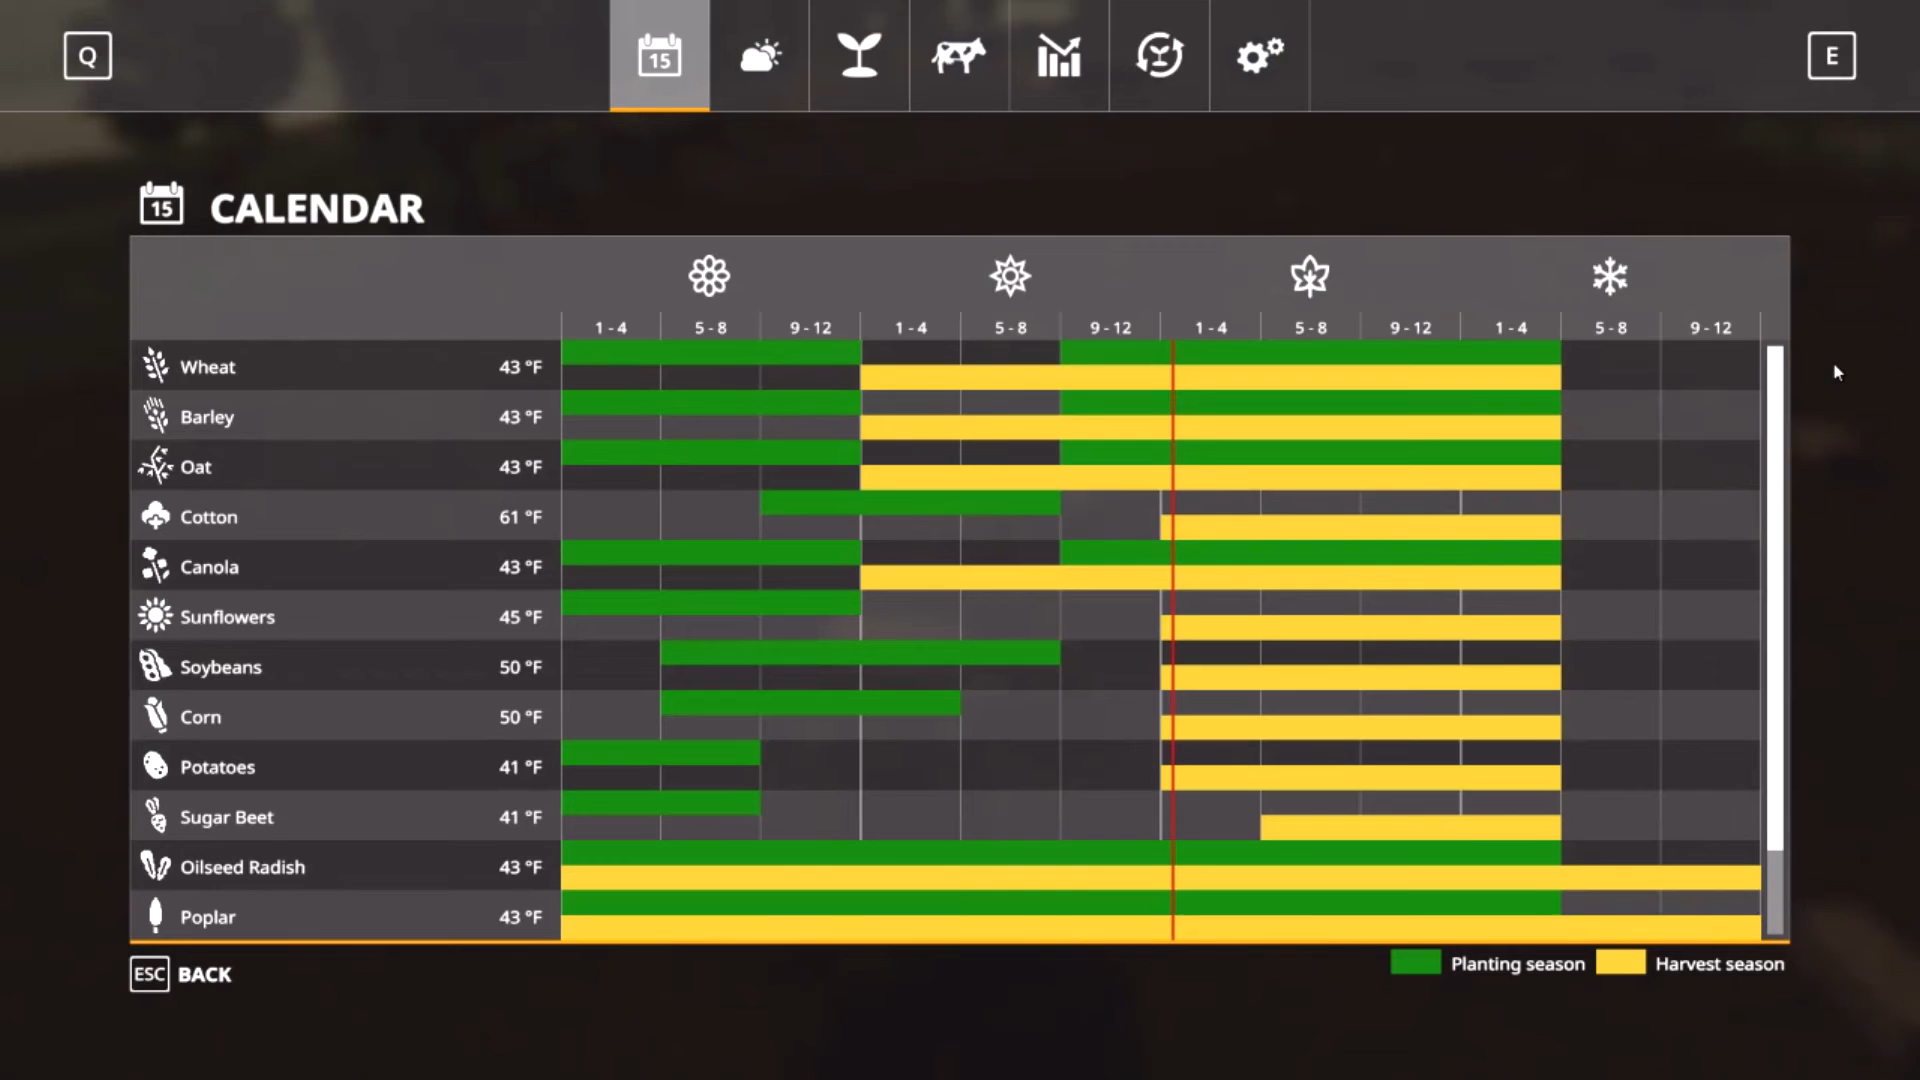 Q
15
E
15 CALENDAR
1 - 4 5 - 8 9 - 12 1 - 4 5 - 8 9 - 12 1 - 4 5 - 8 9 - 12 1 - 4 5 - 8 9 - 12
Wheat 43 °F
Barley 43 °F
Oat 43 °F
Cotton 61 °F
Canola 43 °F
Sunflowers 45 °F
Soybeans 50 °F
Corn 50 °F
Potatoes 41 °F
Sugar Beet 41 °F
Oilseed Radish 43 °F
Poplar 43 °F
ESC BACK
Planting season Harvest season